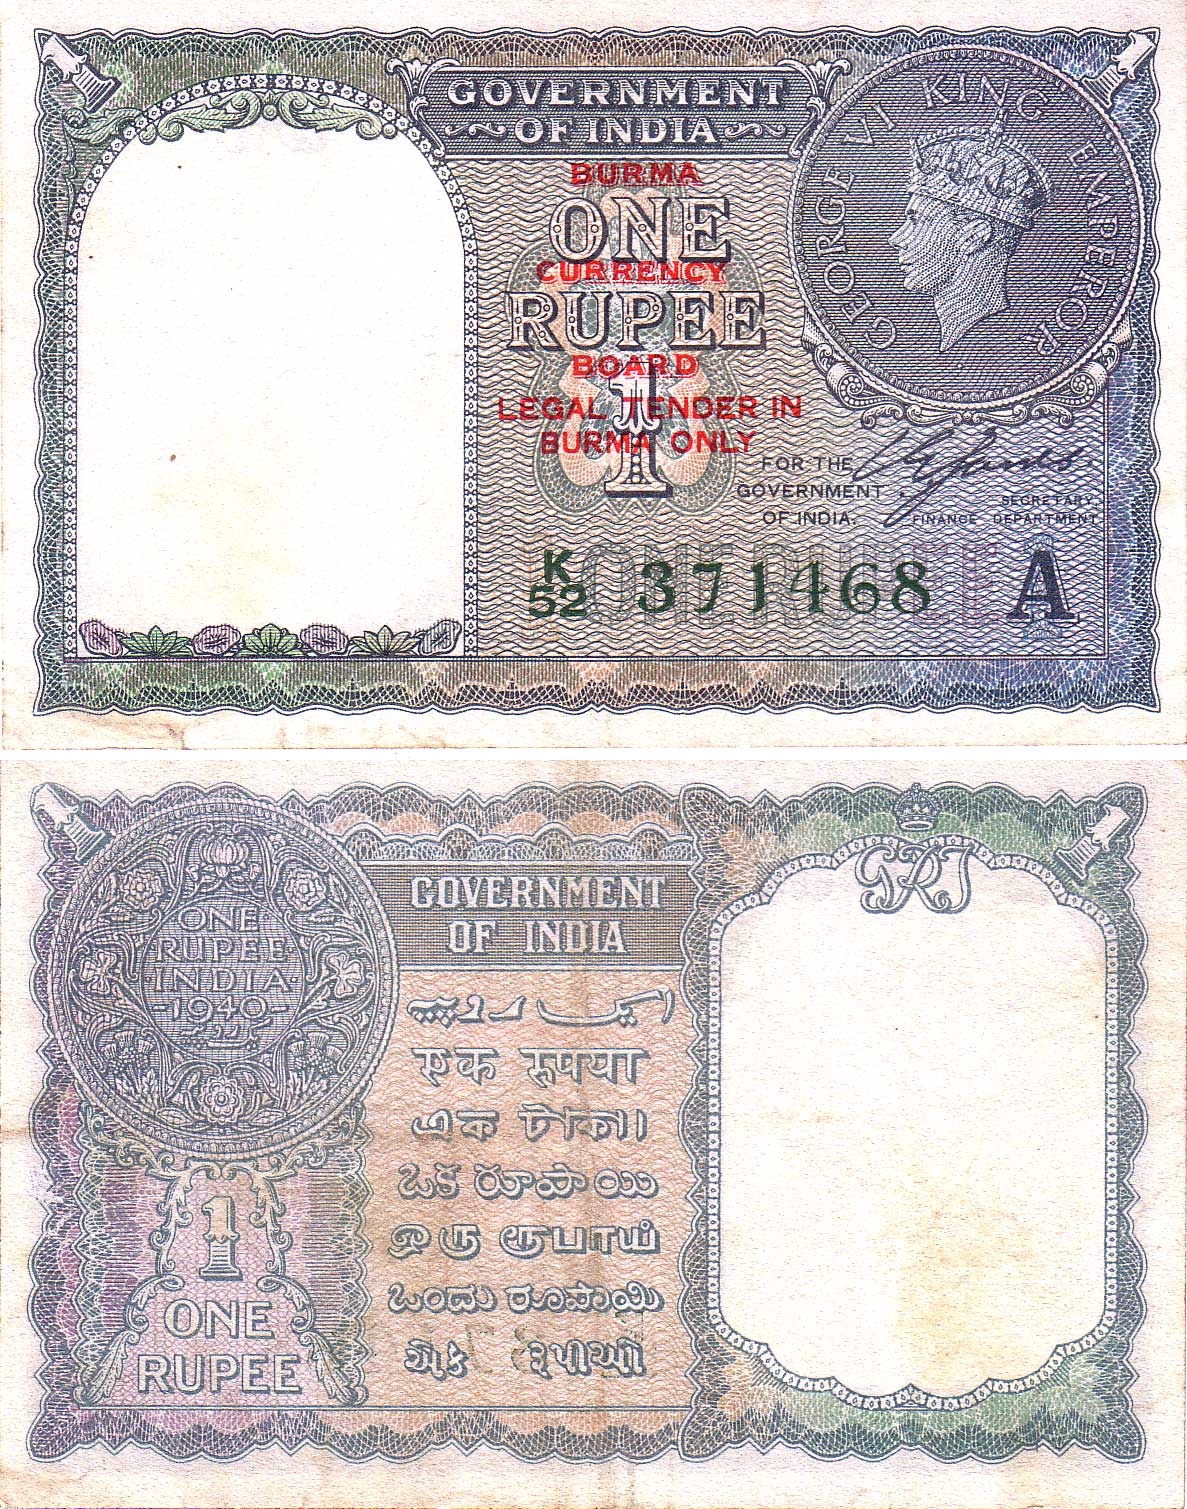 GOVERNMENT
OF INDIA
BURMA
ONE
CURRENCY
RUPEE
BOARD
1
LEGAL TENDER IN
BURMA ONLY
GEORGE VI KING EMPEROR
FOR THE
GOVERNMENT
OF INDIA.
SECRETARY,
FINANCE DEPARTMENT
ONE RUPEE
K
52 371468 A
GOVERNMENT
OF INDIA
GRI
ONE
RUPEE
INDIA
1940
ایک روپیہ
एक रुपया
এক টাকা।
ఒక రూపాయి
ஒரு ரூபாய்
ಒಂದು ರೂಪಾಯಿ
એક રૂપીઓ
1
ONE
RUPEE